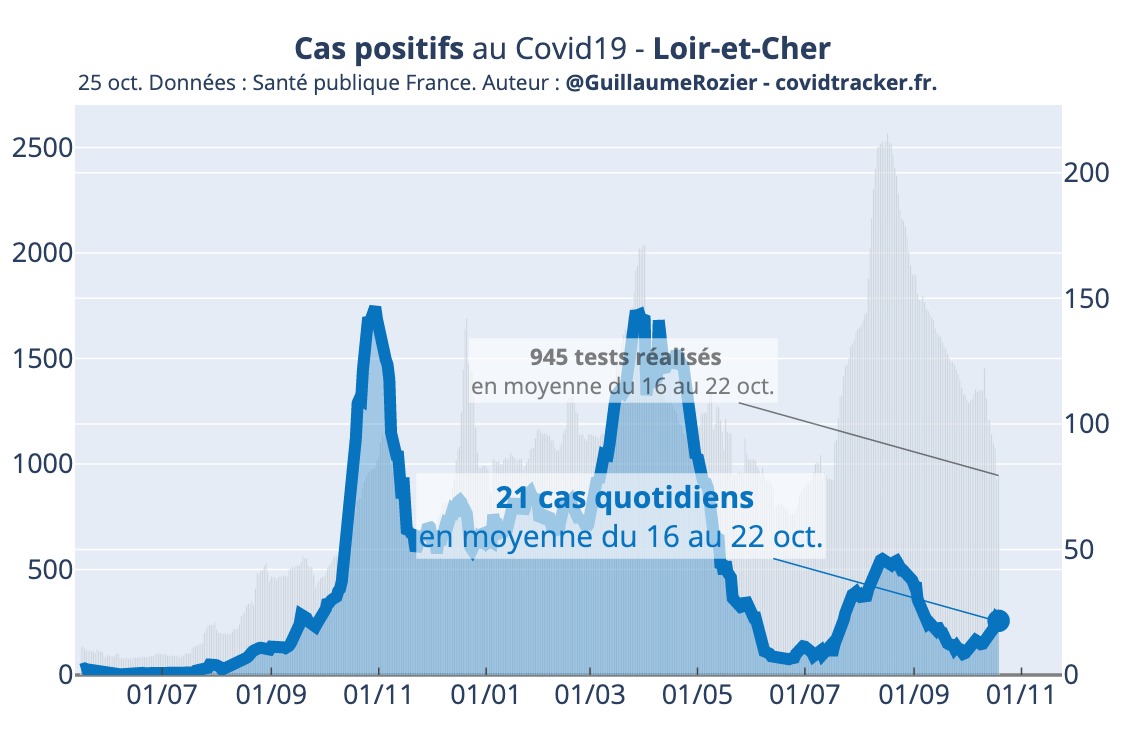 Cas positifs au Covid19 - Loir-et-Cher
25 oct. Données : Santé publique France. Auteur : @GuillaumeRozier - covidtracker.fr.
2500
2000
1500
1000
500
0
200
150
100
50
0
945 tests réalisés
en moyenne du 16 au 22 oct.
21 cas quotidiens
en moyenne du 16 au 22 oct.
01/07 01/09 01/11 01/01 01/03 01/05 01/07 01/09 01/11